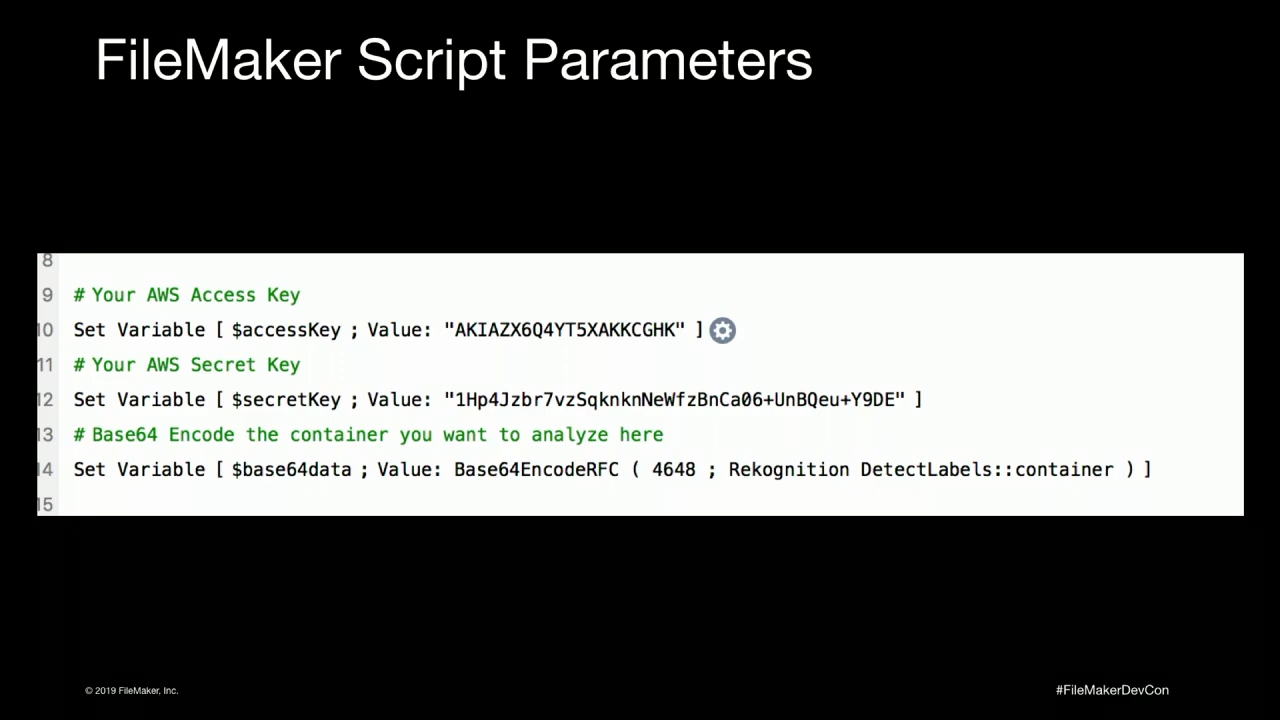 FileMaker Script Parameters
8
9 # Your AWS Access Key
10 Set Variable [ $accessKey ; Value: "AKIAZX6Q4YT5XAKKCGHK" ]
11 # Your AWS Secret Key
12 Set Variable [ $secretKey ; Value: "1Hp4Jzbr7vzSqknknNeWfzBnCa06+UnBQeu+Y9DE" ]
13 # Base64 Encode the container you want to analyze here
14 Set Variable [ $base64data ; Value: Base64EncodeRFC ( 4648 ; Rekognition DetectLabels::container ) ]
15
© 2019 FileMaker, Inc.
#FileMakerDevCon